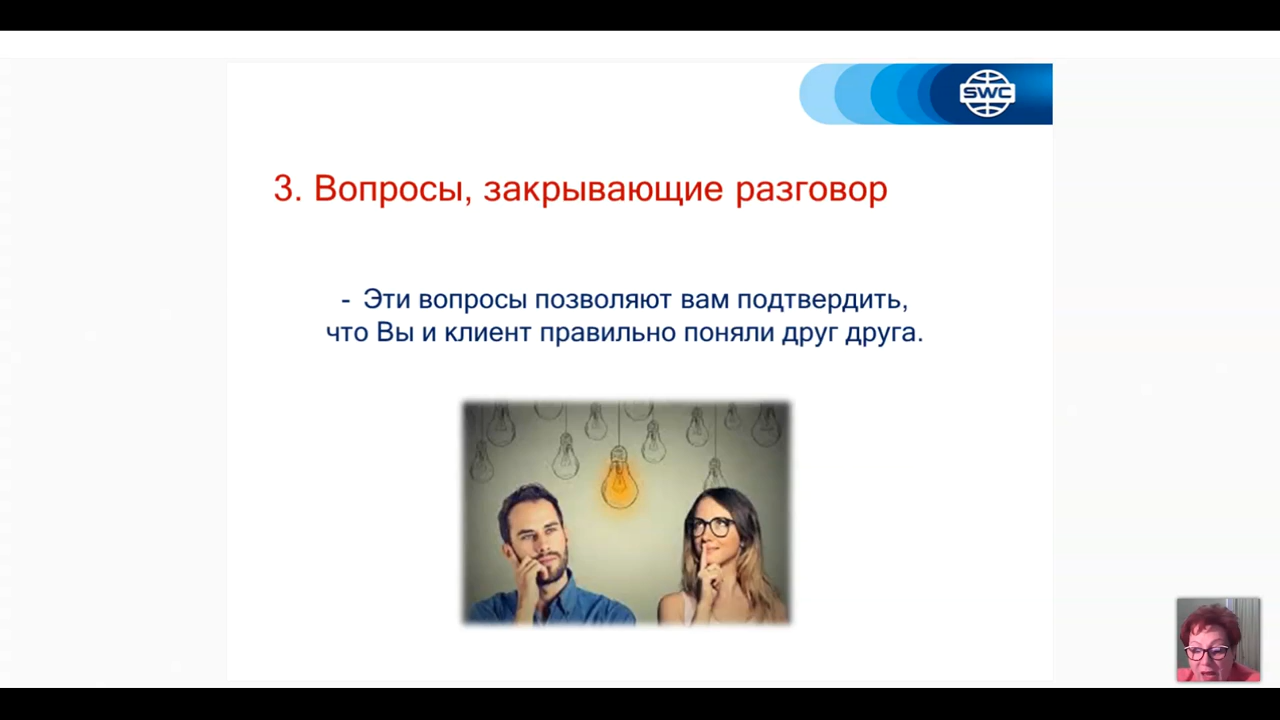 SWC
3. Вопросы, закрывающие разговор
- Эти вопросы позволяют вам подтвердить,
что Вы и клиент правильно поняли друг друга.